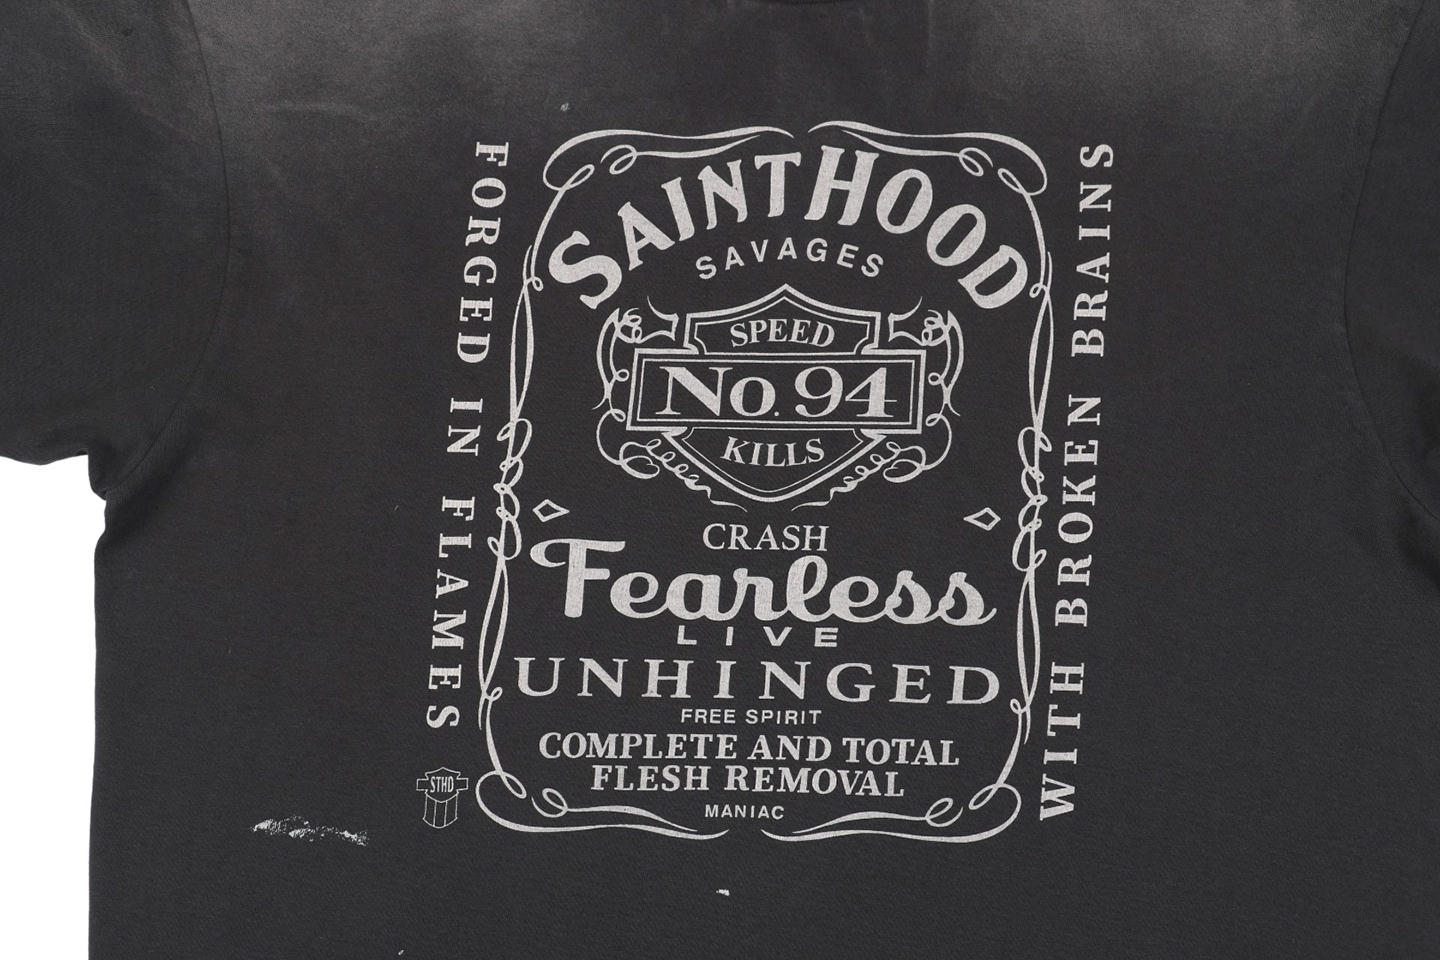 SAINTHOOD
SAVAGES
SPEED
No. 94
KILLS
CRASH
Fearless
LIVE
UNHINGED
FREE SPIRIT
COMPLETE AND TOTAL
FLESH REMOVAL
MANIAC
FORGED IN FLAMES
WITH BROKEN BRAINS
STHD